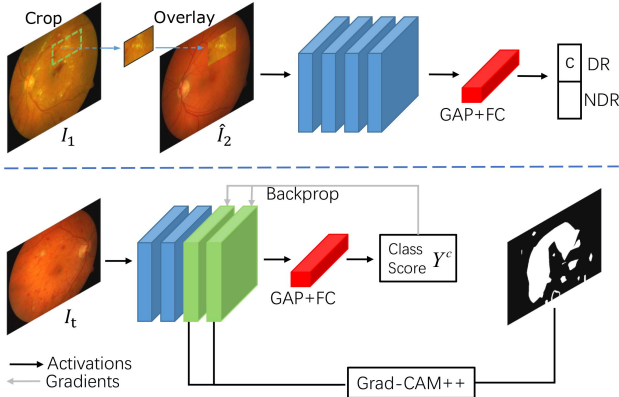 Crop
Overlay
I₁
Î₂
GAP+FC
C DR
NDR
Backprop
Class
Score Yᶜ
GAP+FC
Iₜ
Activations
Gradients
Grad-CAM++